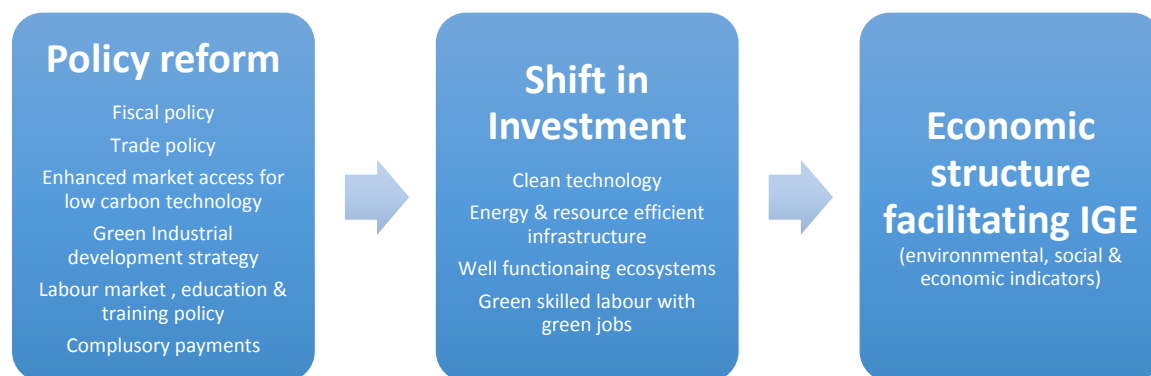 Policy reform
Fiscal policy
Trade policy
Enhanced market access for
low carbon technology
Green Industrial
development strategy
Labour market , education &
training policy
Complusory payments
Shift in
Investment
Clean technology
Energy & resource efficient
infrastructure
Well functionaing ecosystems
Green skilled labour with
green jobs
Economic
structure
facilitating IGE
(environnmental, social &
economic indicators)